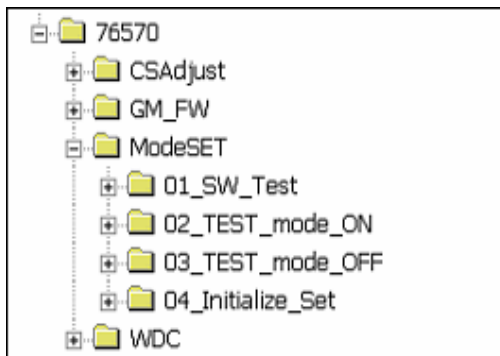 76570
CSAdjust
GM_FW
ModeSET
01_SW_Test
02_TEST_mode_ON
03_TEST_mode_OFF
04_Initialize_Set
WDC